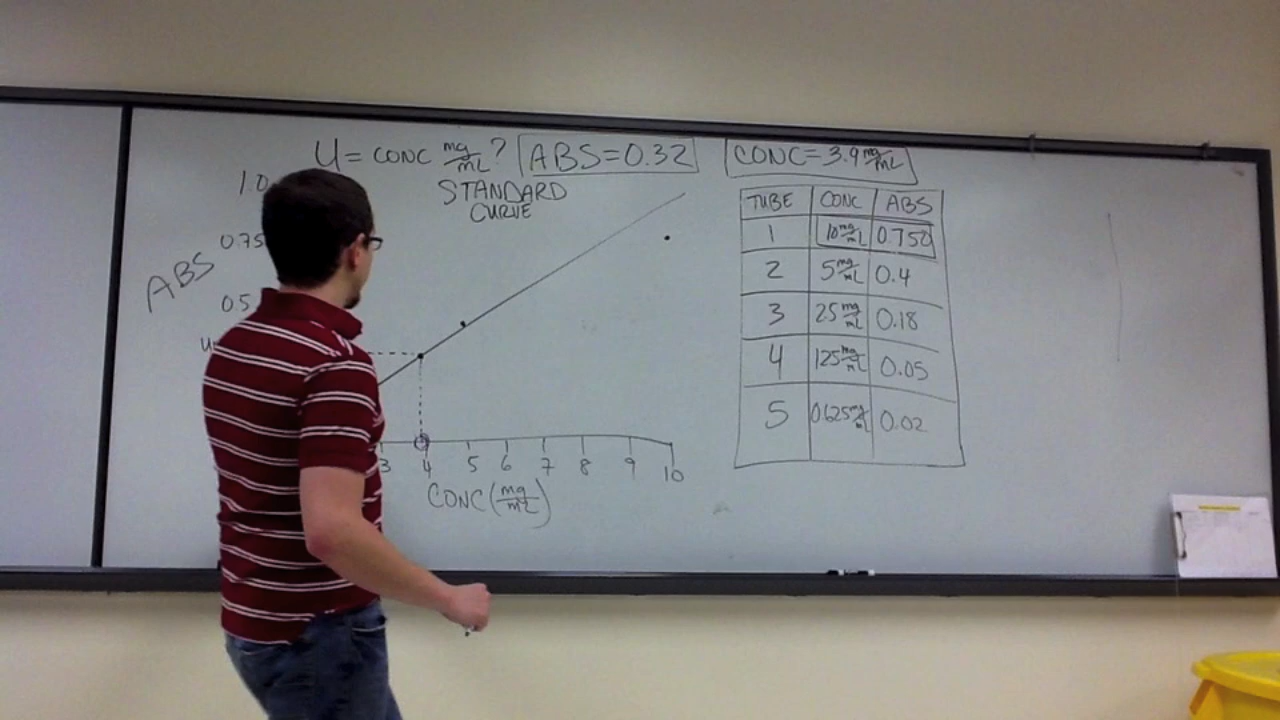 U = CONC mg/mL? ABS=0.32 CONC=3.9 mg/mL
STANDARD
CURVE
1.0
0.75
0.5
U
ABS
3 4 5 6 7 8 9 10
CONC (mg/mL)
TUBE CONC ABS
1 10 mg/mL 0.750
2 5 mg/mL 0.4
3 25 mg/mL 0.18
4 125 mg/mL 0.05
5 0.625 mg/mL 0.02